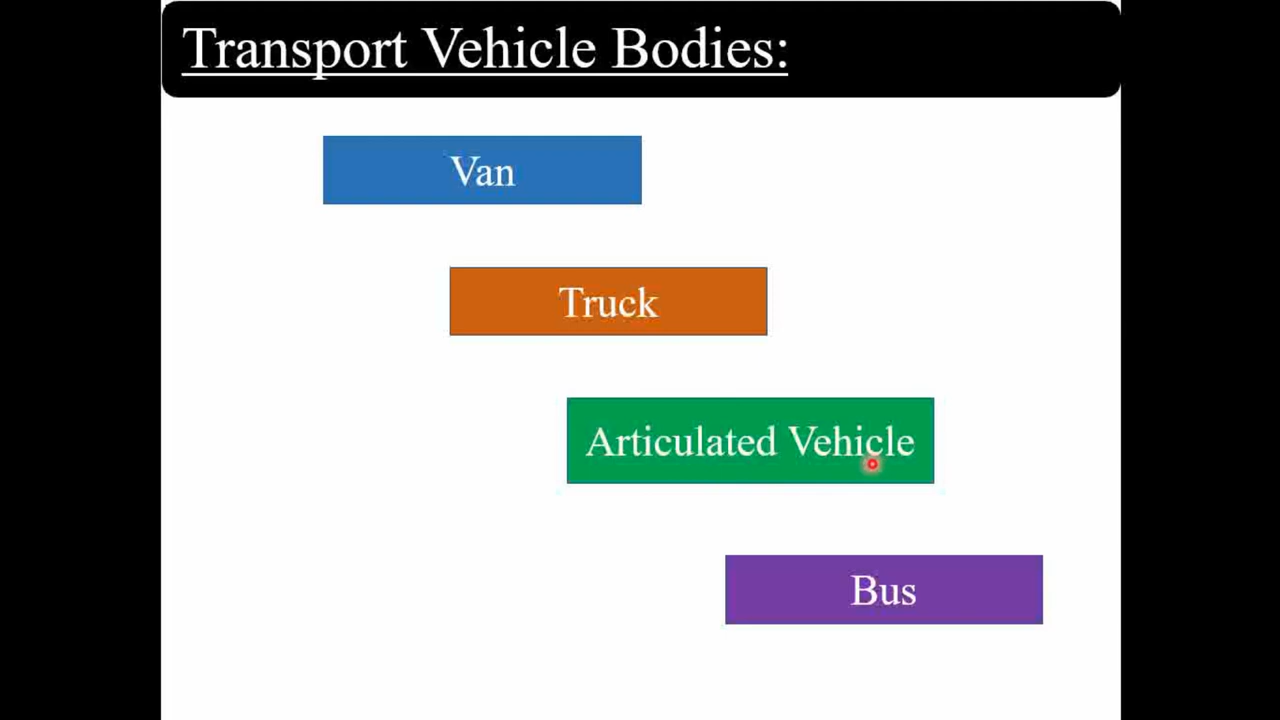 Transport Vehicle Bodies:
Van
Truck
Articulated Vehicle
Bus